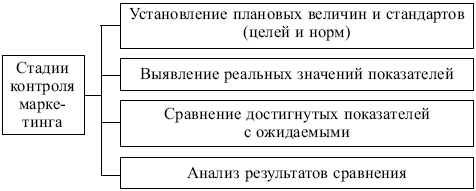 Стадии
контроля
марке-
тинга
Установление плановых величин и стандартов
(целей и норм)
Выявление реальных значений показателей
Сравнение достигнутых показателей
с ожидаемыми
Анализ результатов сравнения